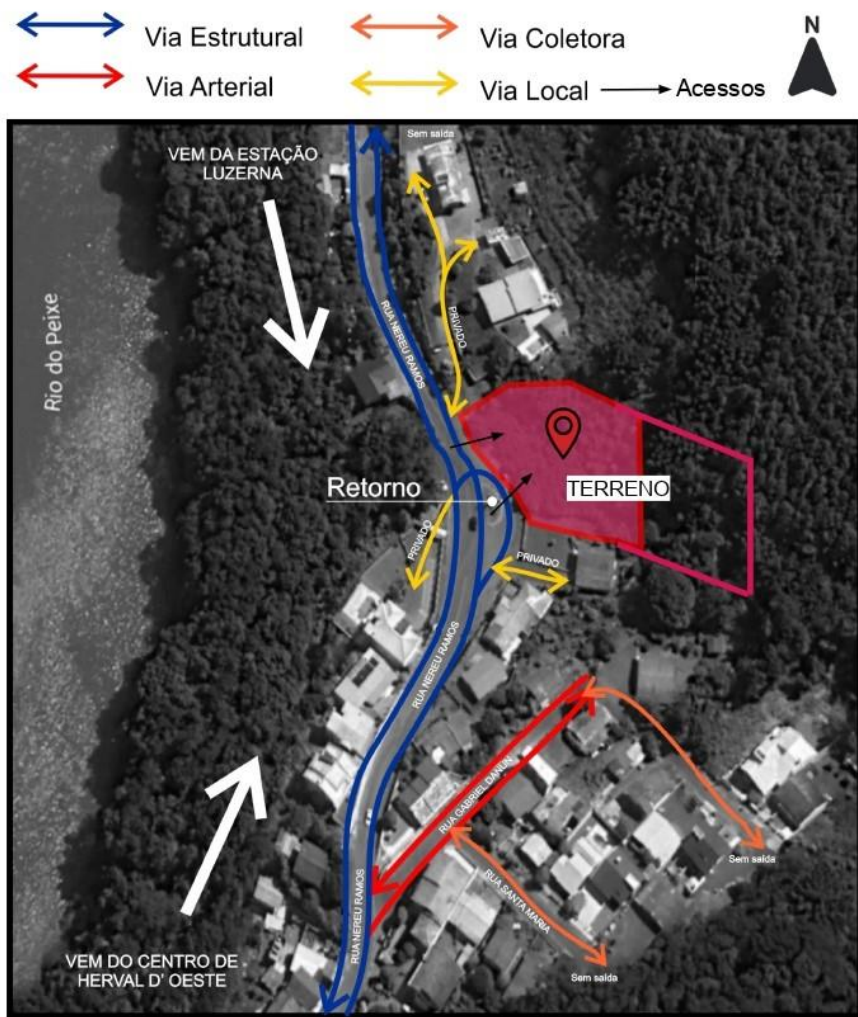 Via Estrutural
Via Coletora
Via Arterial
Via Local
Acessos
N
Sem saída
VEM DA ESTAÇÃO
LUZERNA
Rio do Peixe
RUA NEREU RAMOS
PRIVADO
Retorno
TERRENO
PRIVADO
PRIVADO
RUA NEREU RAMOS
RUA GABRIEL DANUN
Sem saída
RUA SANTA MARIA
RUA NEREU RAMOS
VEM DO CENTRO DE
HERVAL D' OESTE
Sem saída